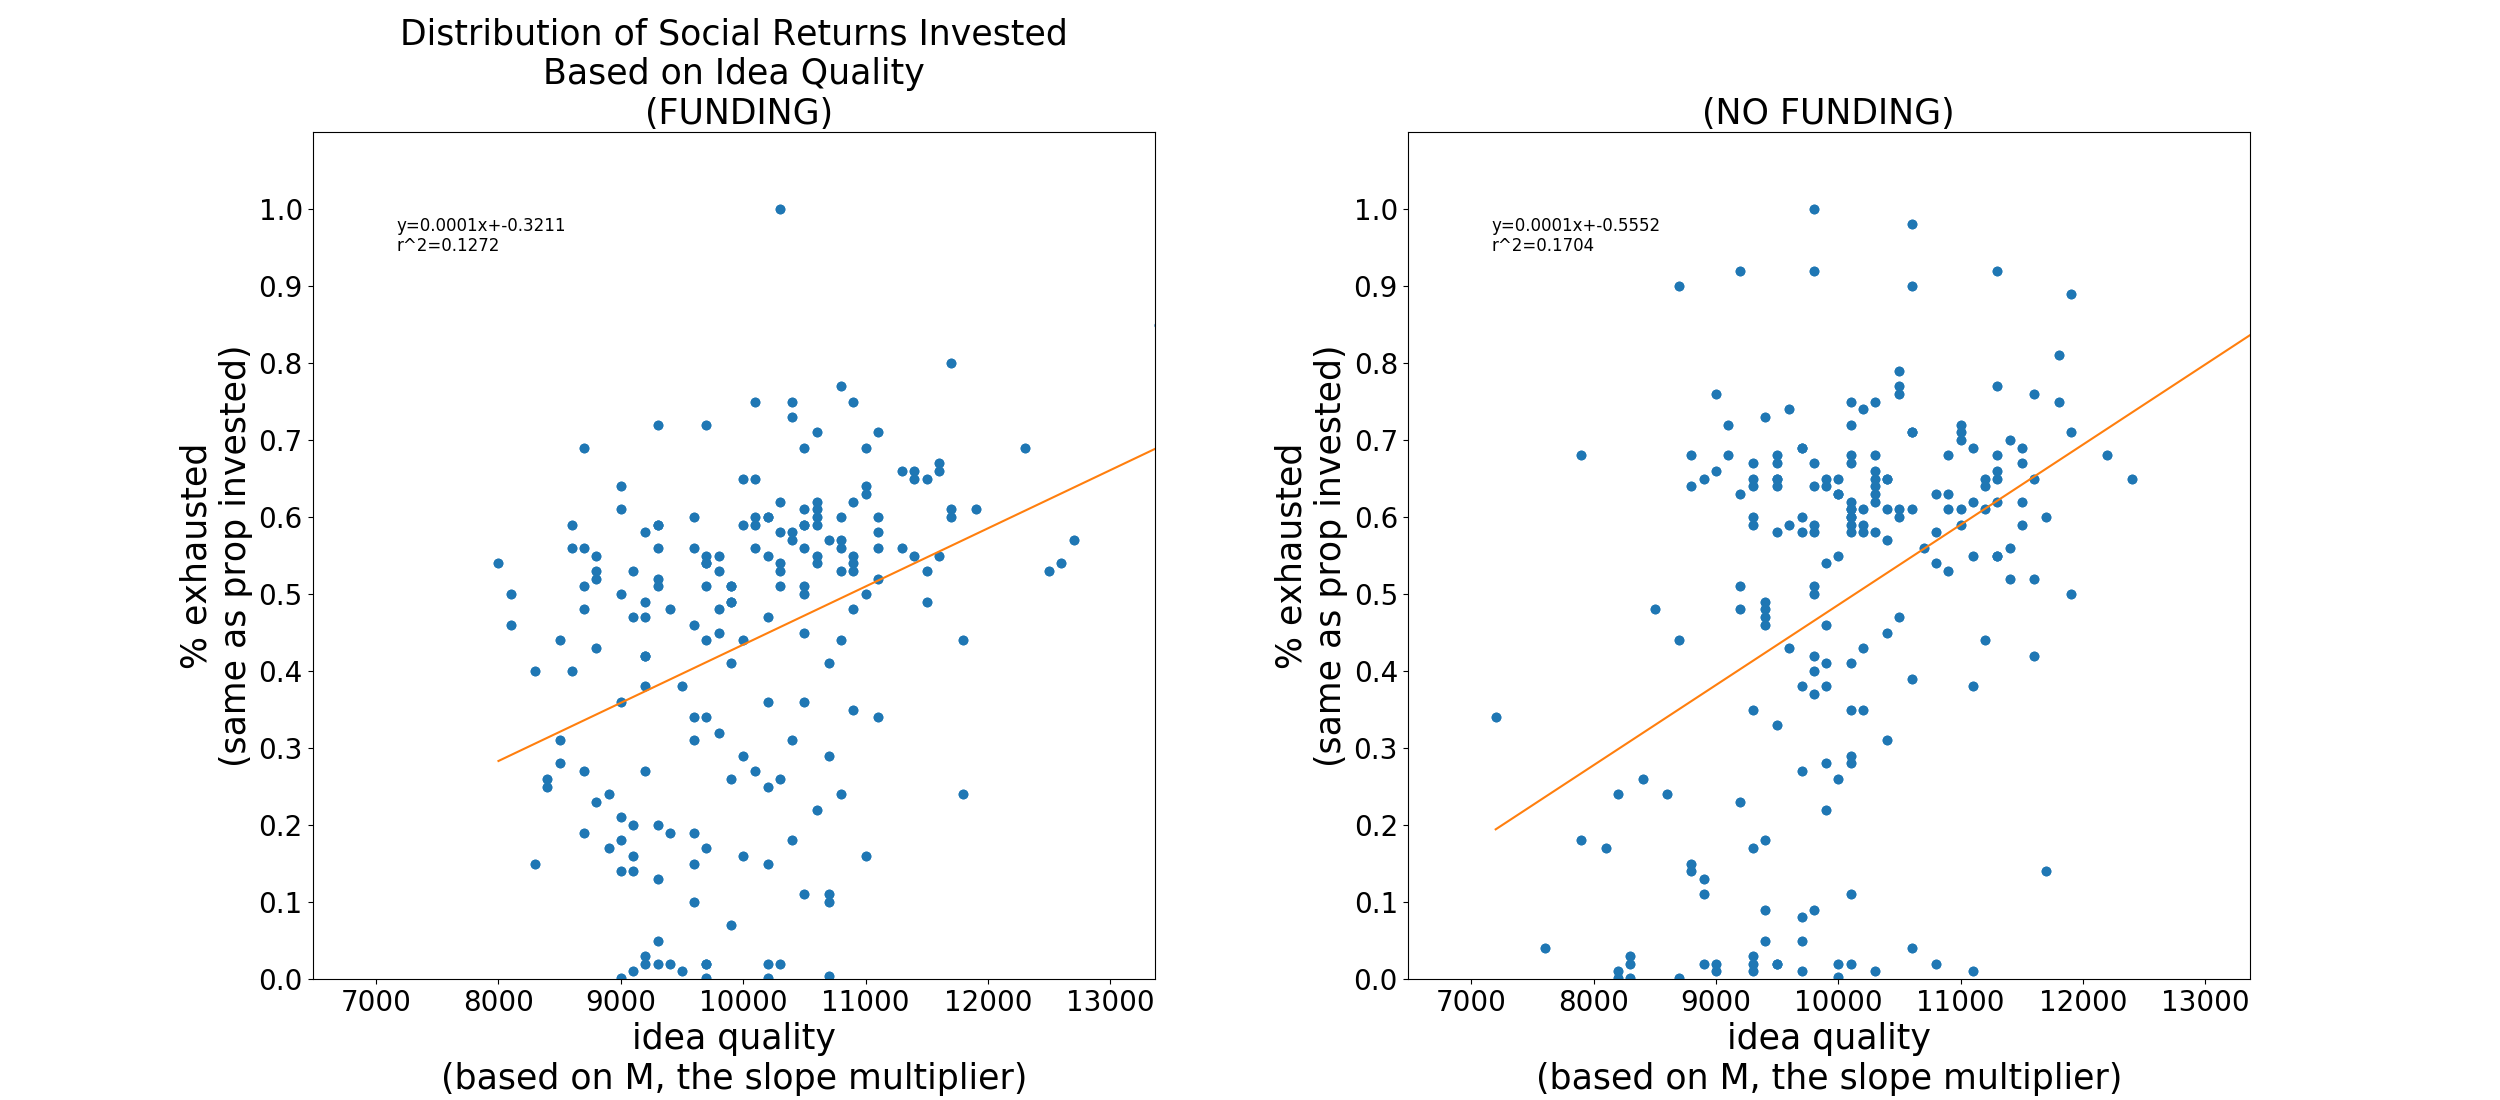 Distribution of Social Returns Invested
Based on Idea Quality
(FUNDING)
y=0.0001x+-0.3211
r^2=0.1272
1.0
0.9
0.8
0.7
0.6
0.5
0.4
0.3
0.2
0.1
0.0
% exhausted
(same as prop invested)
7000 8000 9000 10000 11000 12000 13000
idea quality
(based on M, the slope multiplier)
(NO FUNDING)
y=0.0001x+-0.5552
r^2=0.1704
1.0
0.9
0.8
0.7
0.6
0.5
0.4
0.3
0.2
0.1
0.0
% exhausted
(same as prop invested)
7000 8000 9000 10000 11000 12000 13000
idea quality
(based on M, the slope multiplier)